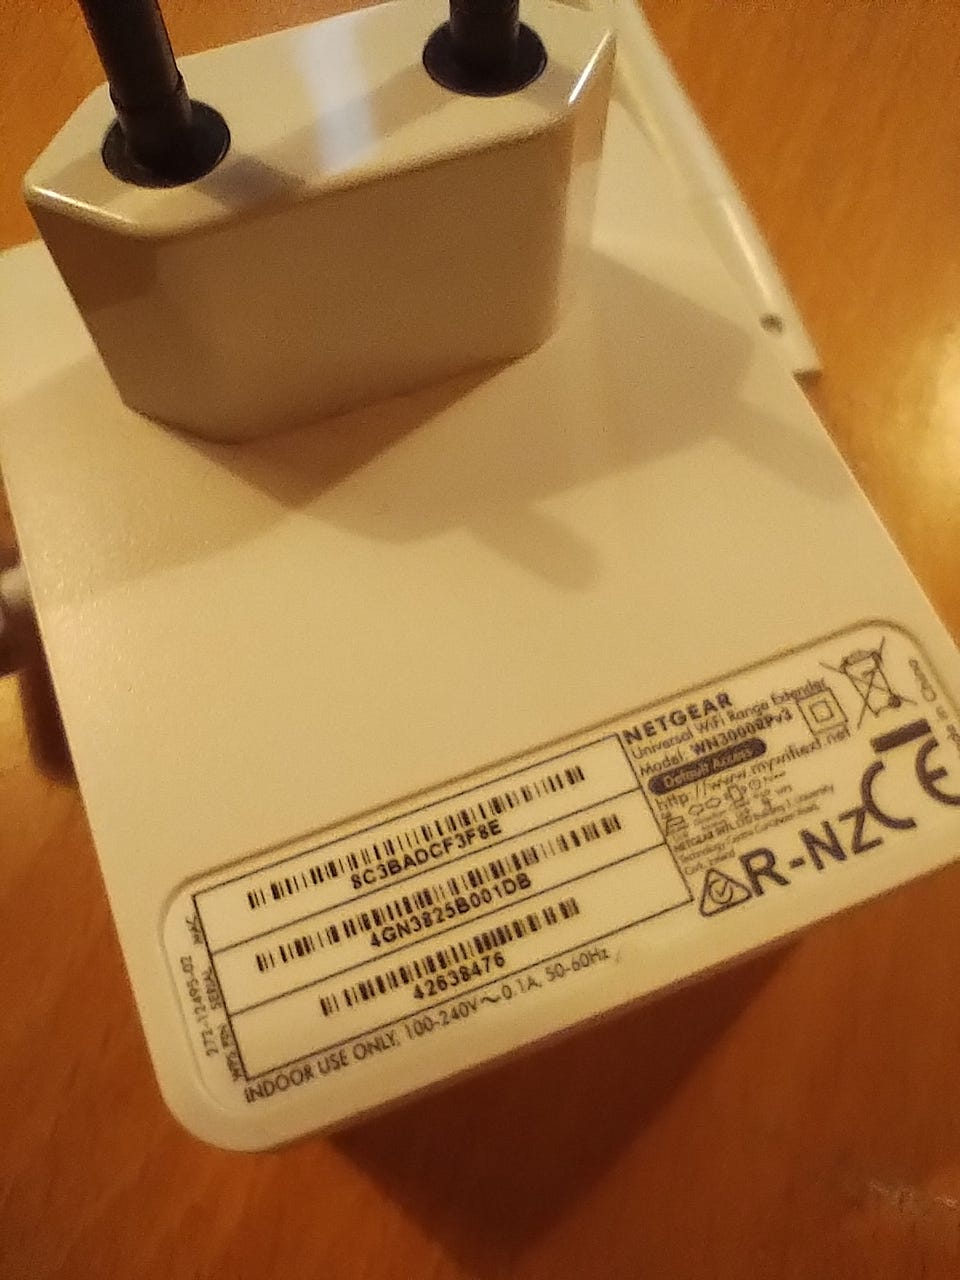 NETGEAR
Universal WiFi Range Extender
Model: WN3000RPv3
Default Access
http://www.mywifiext.net
R-NZ
CE
in China
8C3BADCF3F8E
4GN3825B001DB
42638476
MAC
SERIAL
WPS PIN
272-12495-02
INDOOR USE ONLY, 100-240V～0.1A, 50-60Hz